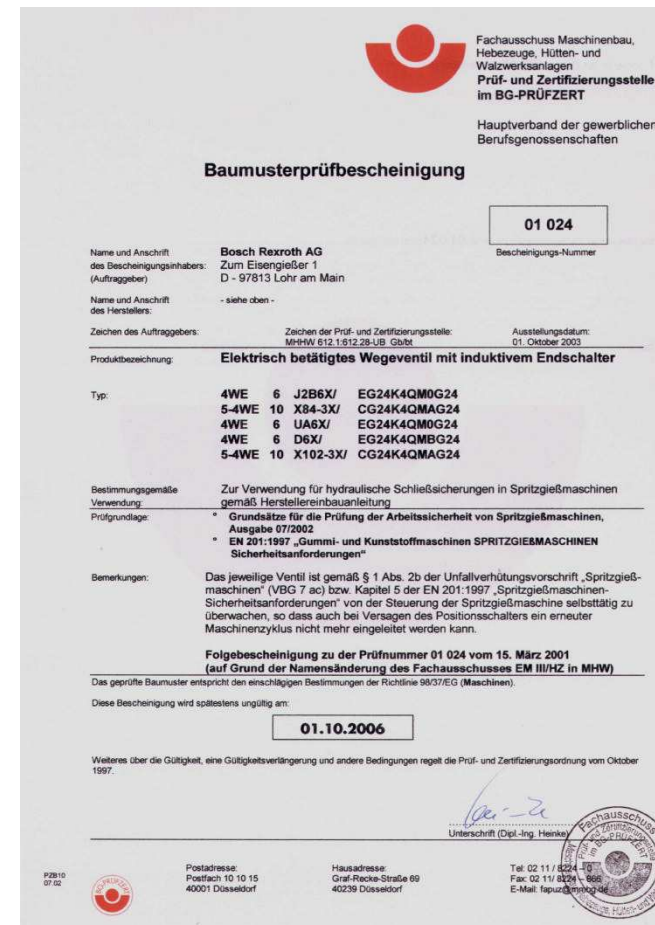 Fachausschuss Maschinenbau,
Hebezeuge, Hütten- und
Walzwerksanlagen
Prüf- und Zertifizierungsstelle
im BG-PRÜFZERT
Hauptverband der gewerblichen
Berufsgenossenschaften
Baumusterprüfbescheinigung
01 024
Bescheinigungs-Nummer
Name und Anschrift
des Bescheinigungsinhabers:
(Auftraggeber)
Bosch Rexroth AG
Zum Eisengießer 1
D - 97813 Lohr am Main
Name und Anschrift
des Herstellers:
- siehe oben -
Zeichen des Auftraggebers:
Zeichen der Prüf- und Zertifizierungsstelle:
MHHW 612.1:612.28-UB Gb/bt
Ausstellungsdatum:
01. Oktober 2003
Produktbezeichnung: Elektrisch betätigtes Wegeventil mit induktivem Endschalter
Typ:
4WE 6 J2B6X/ EG24K4QM0G24
5-4WE 10 X84-3X/ CG24K4QMAG24
4WE 6 UA6X/ EG24K4QM0G24
4WE 6 D6X/ EG24K4QMBG24
5-4WE 10 X102-3X/ CG24K4QMAG24
Bestimmungsgemäße
Verwendung:
Zur Verwendung für hydraulische Schließsicherungen in Spritzgießmaschinen
gemäß Herstellereinbauanleitung
Prüfgrundlage:
° Grundsätze für die Prüfung der Arbeitssicherheit von Spritzgießmaschinen,
Ausgabe 07/2002
° EN 201:1997 „Gummi- und Kunststoffmaschinen SPRITZGIEßMASCHINEN
Sicherheitsanforderungen"
Bemerkungen:
Das jeweilige Ventil ist gemäß § 1 Abs. 2b der Unfallverhütungsvorschrift „Spritzgieß-
maschinen" (VBG 7 ac) bzw. Kapitel 5 der EN 201:1997 „Spritzgießmaschinen-
Sicherheitsanforderungen" von der Steuerung der Spritzgießmaschine selbsttätig zu
überwachen, so dass auch bei Versagen des Positionsschalters ein erneuter
Maschinenzyklus nicht mehr eingeleitet werden kann.
Folgebescheinigung zu der Prüfnummer 01 024 vom 15. März 2001
(auf Grund der Namensänderung des Fachausschusses EM III/HZ in MHW)
Das geprüfte Baumuster entspricht den einschlägigen Bestimmungen der Richtlinie 98/37/EG (Maschinen).
Diese Bescheinigung wird spätestens ungültig am:
01.10.2006
Weiteres über die Gültigkeit, eine Gültigkeitsverlängerung und andere Bedingungen regelt die Prüf- und Zertifizierungsordnung vom Oktober
1997.
Unterschrift (Dipl.-Ing. Heinke)
Fachausschuss
PZB10
07.02
BG-PRÜFZERT
Postadresse:
Postfach 10 10 15
40001 Düsseldorf
Hausadresse:
Graf-Recke-Straße 69
40239 Düsseldorf
Tel: 02 11 / 8224 – 0
Fax: 02 11/ 8224 – 866
E-Mail: fapuz@mmbg.de